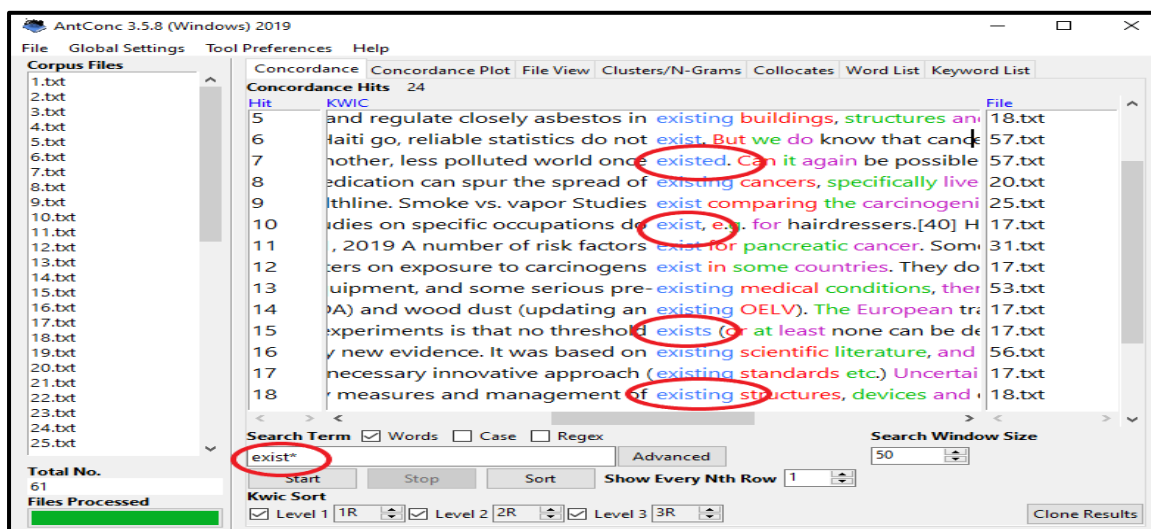 AntConc 3.5.8 (Windows) 2019
File Global Settings Tool Preferences Help
Corpus Files
1.txt
2.txt
3.txt
4.txt
5.txt
6.txt
7.txt
8.txt
9.txt
10.txt
11.txt
12.txt
13.txt
14.txt
15.txt
16.txt
17.txt
18.txt
19.txt
20.txt
21.txt
22.txt
23.txt
24.txt
25.txt
Total No.
61
Files Processed
Concordance Concordance Plot File View Clusters/N-Grams Collocates Word List Keyword List
Concordance Hits 24
Hit KWIC File
5 and regulate closely asbestos in existing buildings, structures an 18.txt
6 Haiti go, reliable statistics do not exist. But we do know that canc 57.txt
7 nother, less polluted world once existed. Can it again be possible 57.txt
8 edication can spur the spread of existing cancers, specifically live 20.txt
9 lthline. Smoke vs. vapor Studies exist comparing the carcinogeni 25.txt
10 udies on specific occupations do exist, e.g. for hairdressers.[40] H 17.txt
11 , 2019 A number of risk factors exist for pancreatic cancer. Som 31.txt
12 ters on exposure to carcinogens exist in some countries. They do 17.txt
13 uipment, and some serious pre-existing medical conditions, ther 53.txt
14 DA) and wood dust (updating an existing OELV). The European tra 17.txt
15 experiments is that no threshold exists (or at least none can be de 17.txt
16 y new evidence. It was based on existing scientific literature, and 56.txt
17 necessary innovative approach (existing standards etc.) Uncertai 17.txt
18 measures and management of existing structures, devices and 18.txt
Search Term Words Case Regex Search Window Size
exist* Advanced 50
Start Stop Sort Show Every Nth Row 1
Kwic Sort
Level 1 1R Level 2 2R Level 3 3R Clone Results